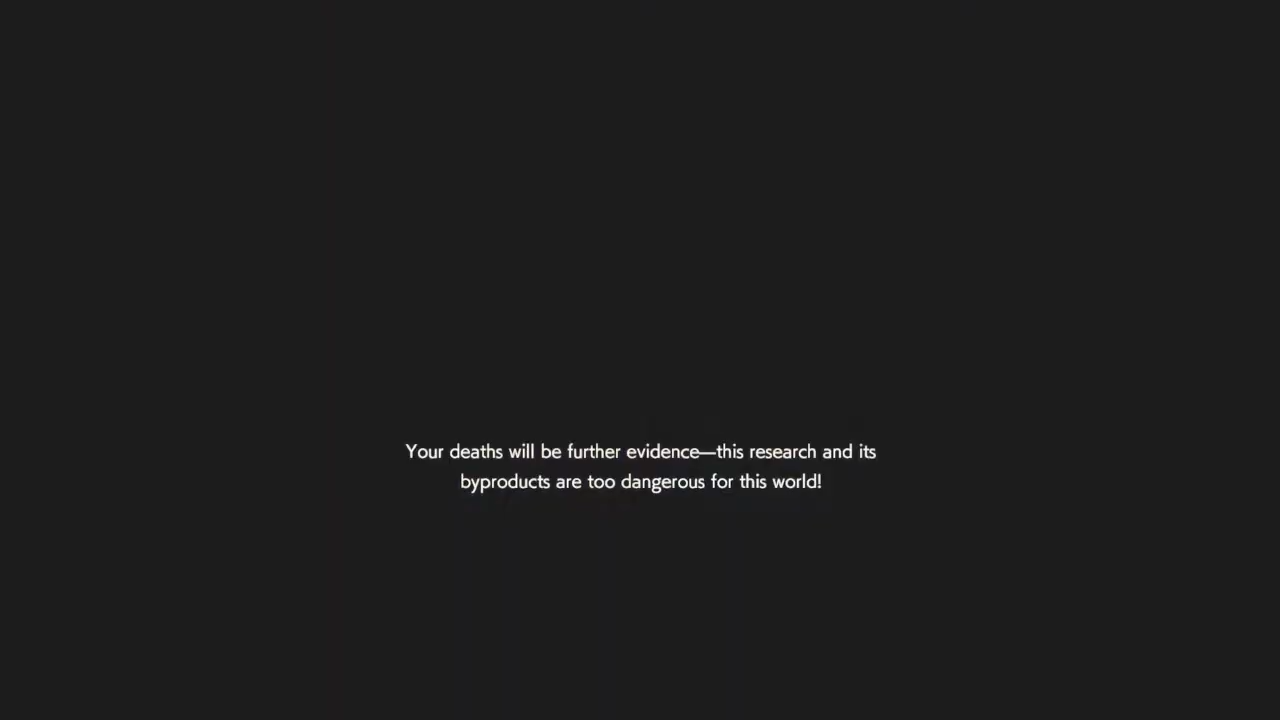 Your deaths will be further evidence—this research and its
byproducts are too dangerous for this world!